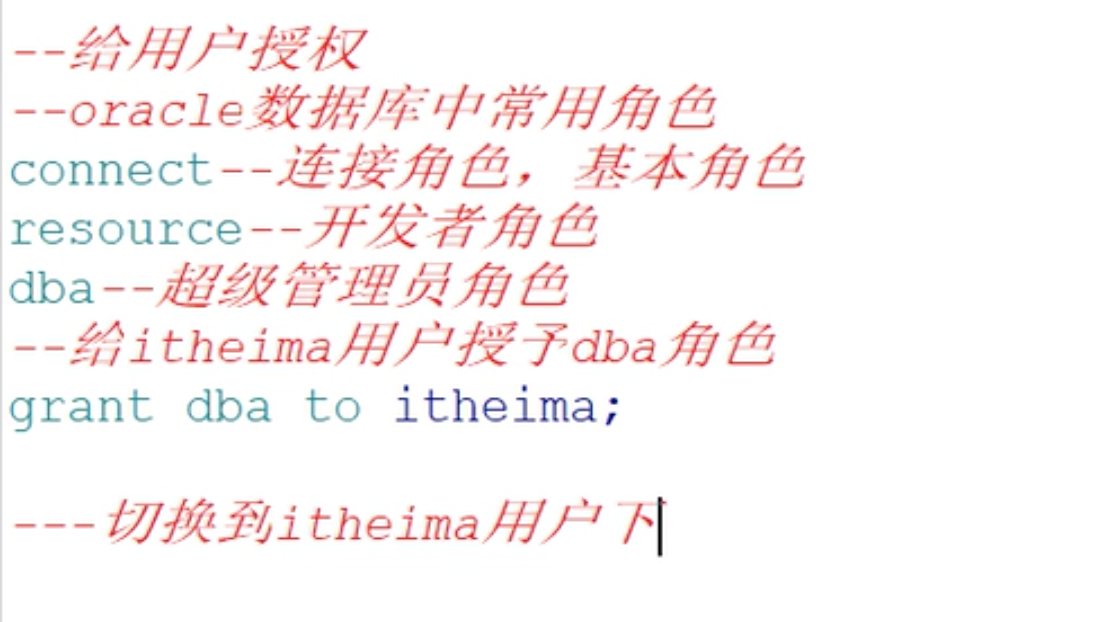 --给用户授权
--oracle数据库中常用角色
connect--连接角色，基本角色
resource--开发者角色
dba--超级管理员角色
--给itheima用户授予dba角色
grant dba to itheima;
---切换到itheima用户下